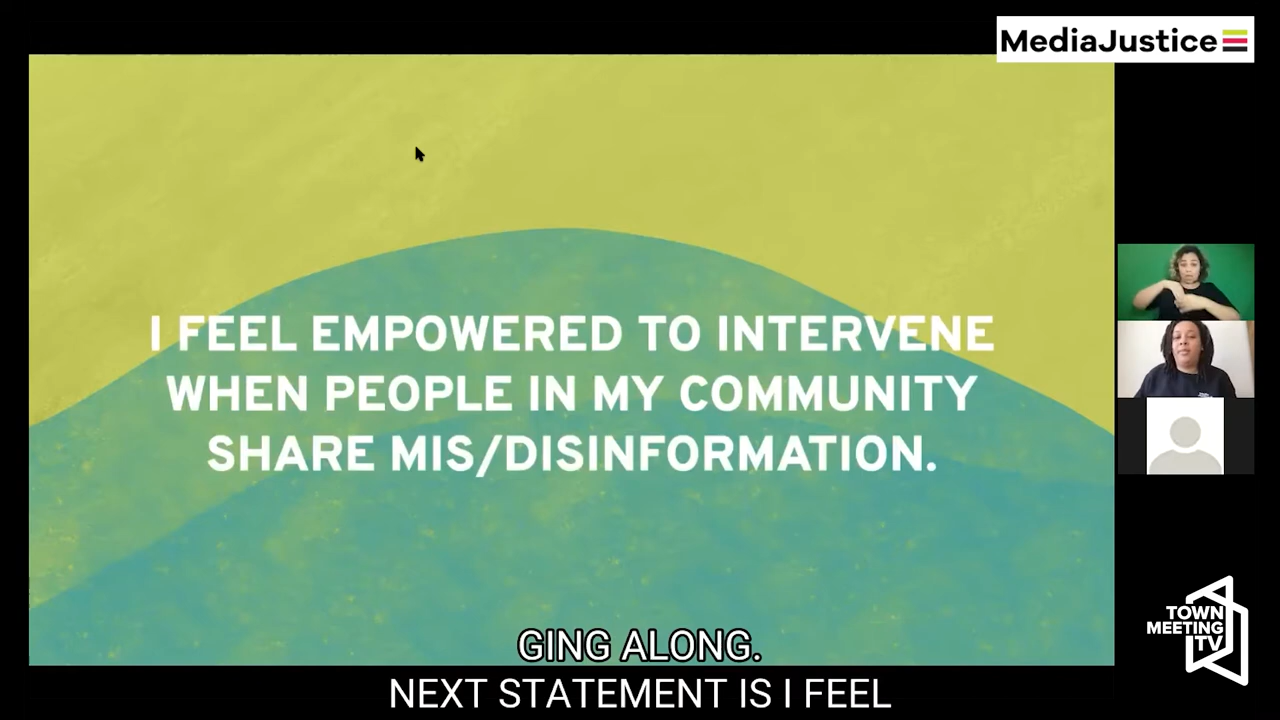 MediaJustice
I FEEL EMPOWERED TO INTERVENE
WHEN PEOPLE IN MY COMMUNITY
SHARE MIS/DISINFORMATION.
GING ALONG.
NEXT STATEMENT IS I FEEL
TOWN
MEETING
TV